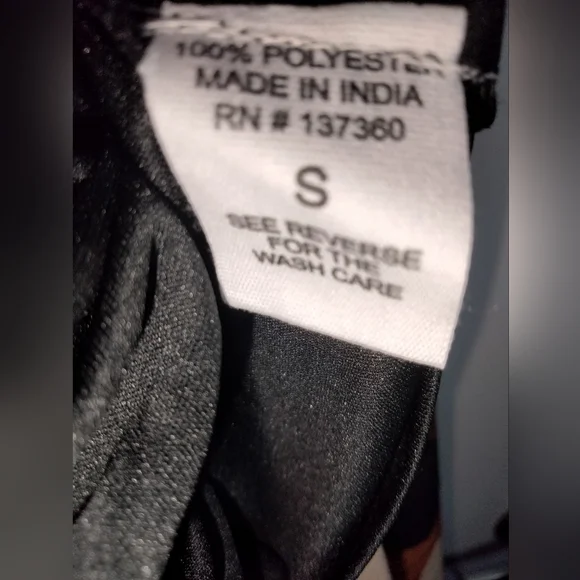 100% POLYESTER
MADE IN INDIA
RN # 137360
S
SEE REVERSE
FOR THE
WASH CARE